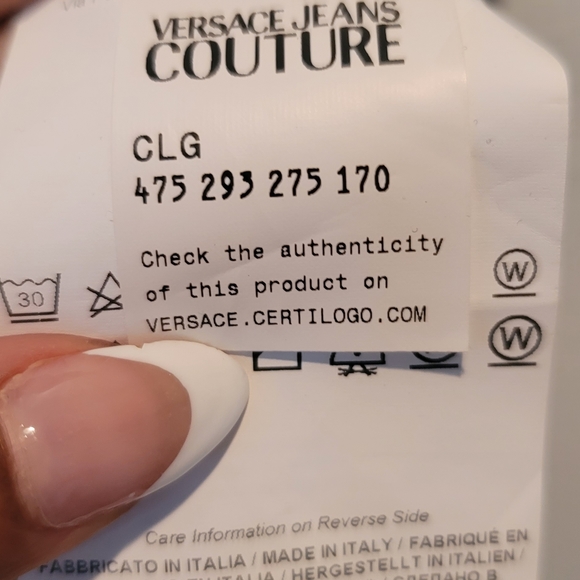 VERSACE JEANS
COUTURE
CLG
475 293 275 170
Check the authenticity
of this product on
VERSACE.CERTILOGO.COM
30
W
W
Care Information on Reverse Side
FABBRICATO IN ITALIA / MADE IN ITALY / FABRIQUÉ EN
/ HERGESTELLT IN ITALIEN /